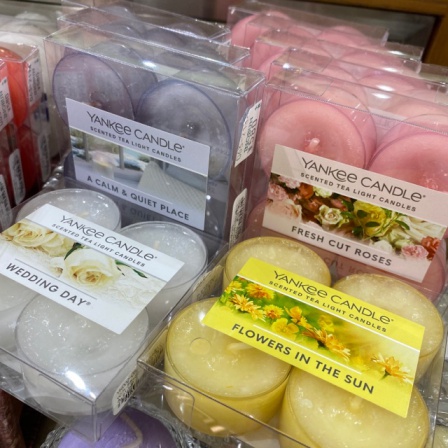 YANKEE CANDLE®
SCENTED TEA LIGHT CANDLES
A CALM & QUIET PLACE
YANKEE CANDLE®
SCENTED TEA LIGHT CANDLES
FRESH CUT ROSES
YANKEE CANDLE®
SCENTED TEA LIGHT CANDLES
WEDDING DAY®
YANKEE CANDLE®
SCENTED TEA LIGHT CANDLES
FLOWERS IN THE SUN